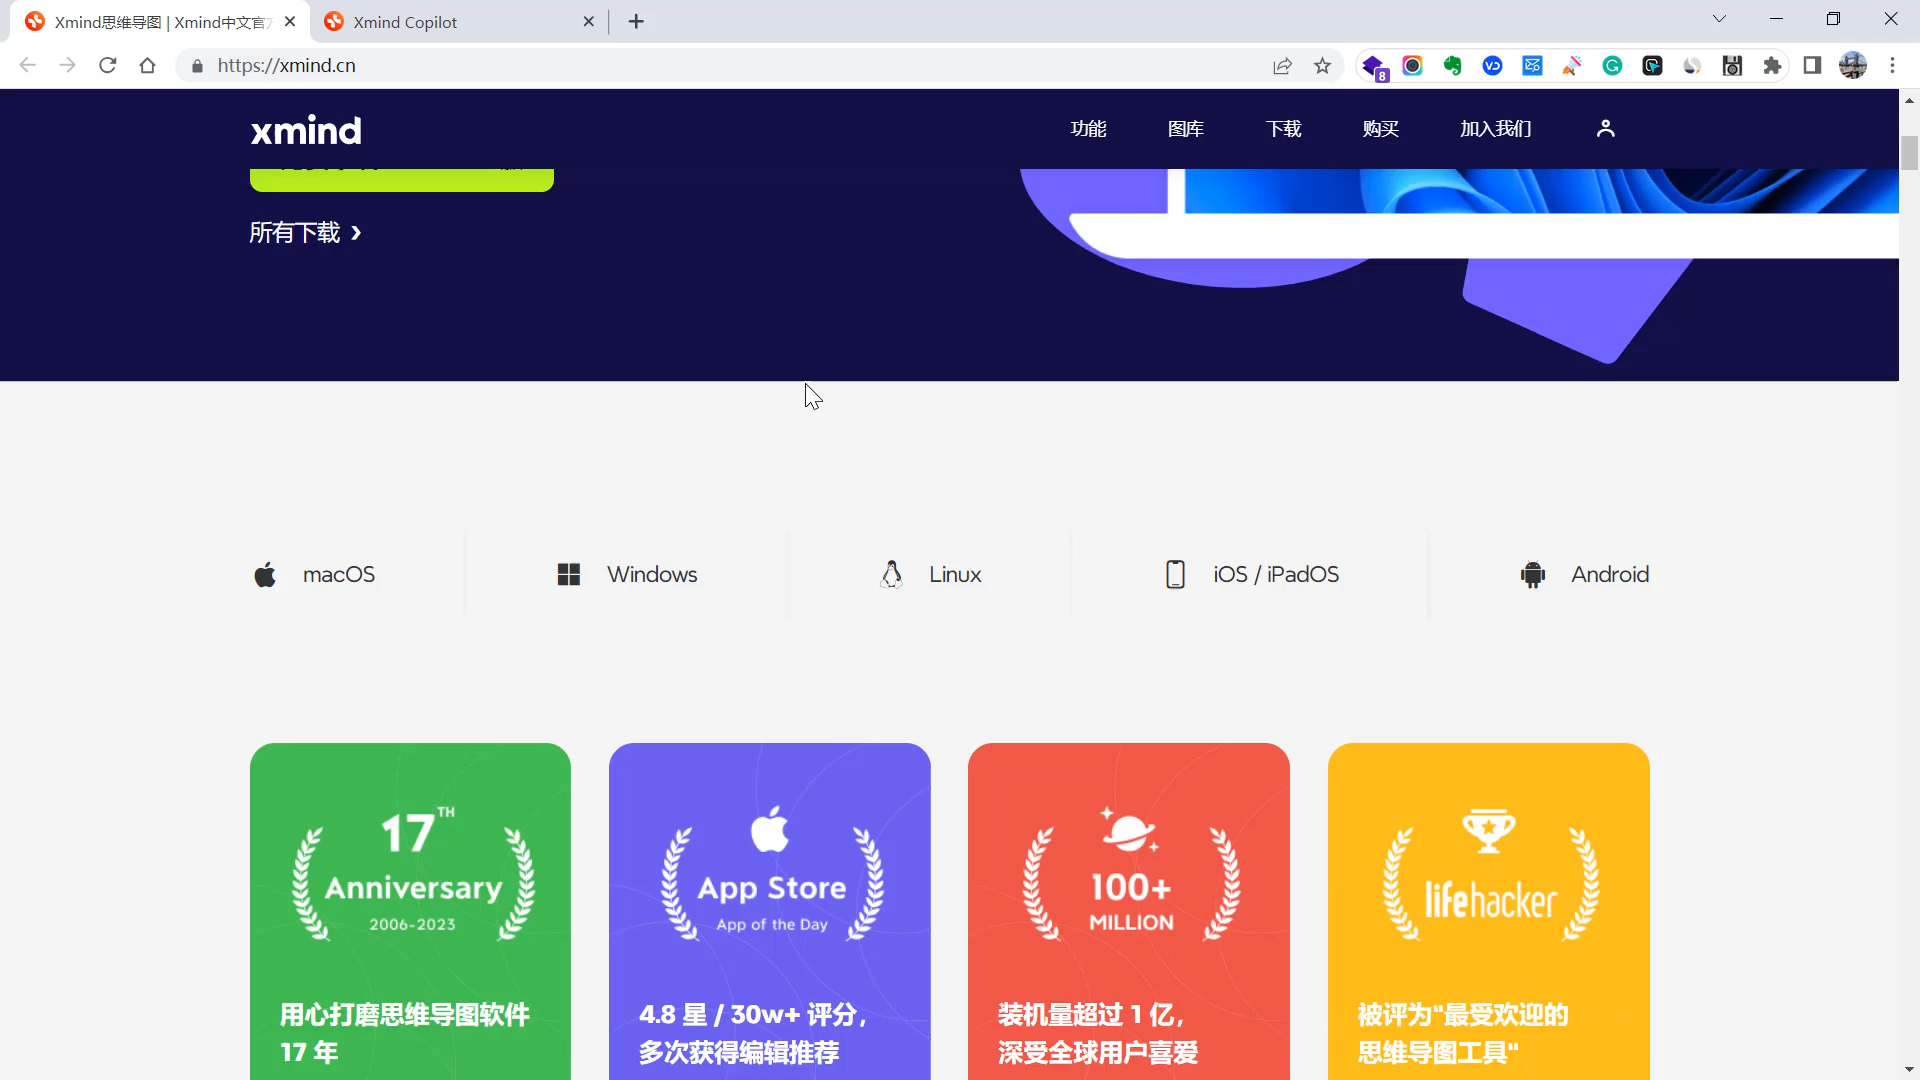 Xmind思维导图 | Xmind中文官
Xmind Copilot
https://xmind.cn
8
xmind
功能
图库
下载
购买
加入我们
所有下载
macOS
Windows
Linux
iOS / iPadOS
Android
17TH
Anniversary
2006-2023
用心打磨思维导图软件
17 年
App Store
App of the Day
4.8 星 / 30w+ 评分，
多次获得编辑推荐
100+
MILLION
装机量超过 1 亿，
深受全球用户喜爱
lifehacker
被评为“最受欢迎的
思维导图工具“